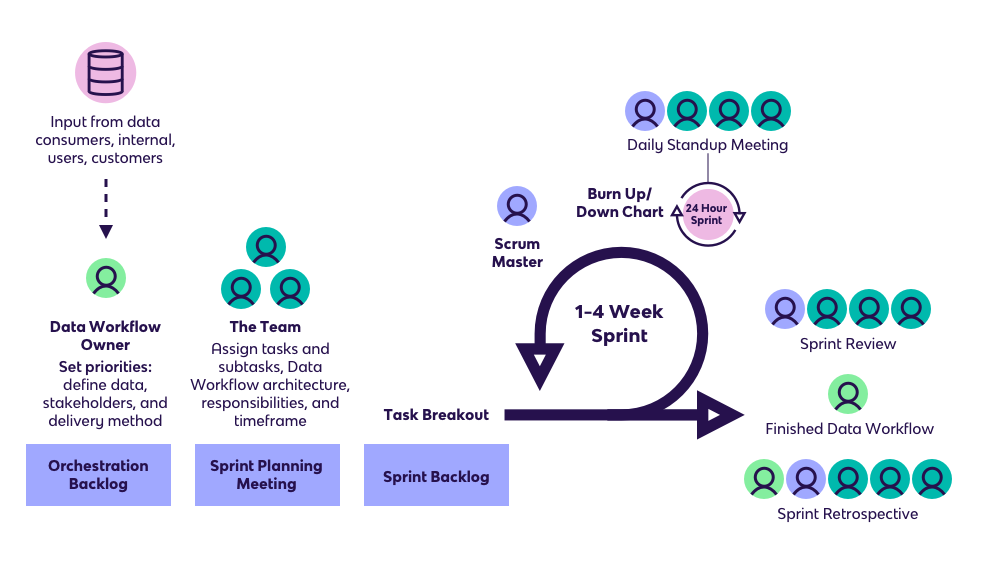 Input from data
consumers, internal,
users, customers
Data Workflow
Owner
Set priorities:
define data,
stakeholders, and
delivery method
Orchestration
Backlog
The Team
Assign tasks and
subtasks, Data
Workflow architecture,
responsibilities, and
timeframe
Sprint Planning
Meeting
Task Breakout
Sprint Backlog
Scrum
Master
1-4 Week
Sprint
Burn Up/
Down Chart
Daily Standup Meeting
24 Hour
Sprint
Sprint Review
Finished Data Workflow
Sprint Retrospective